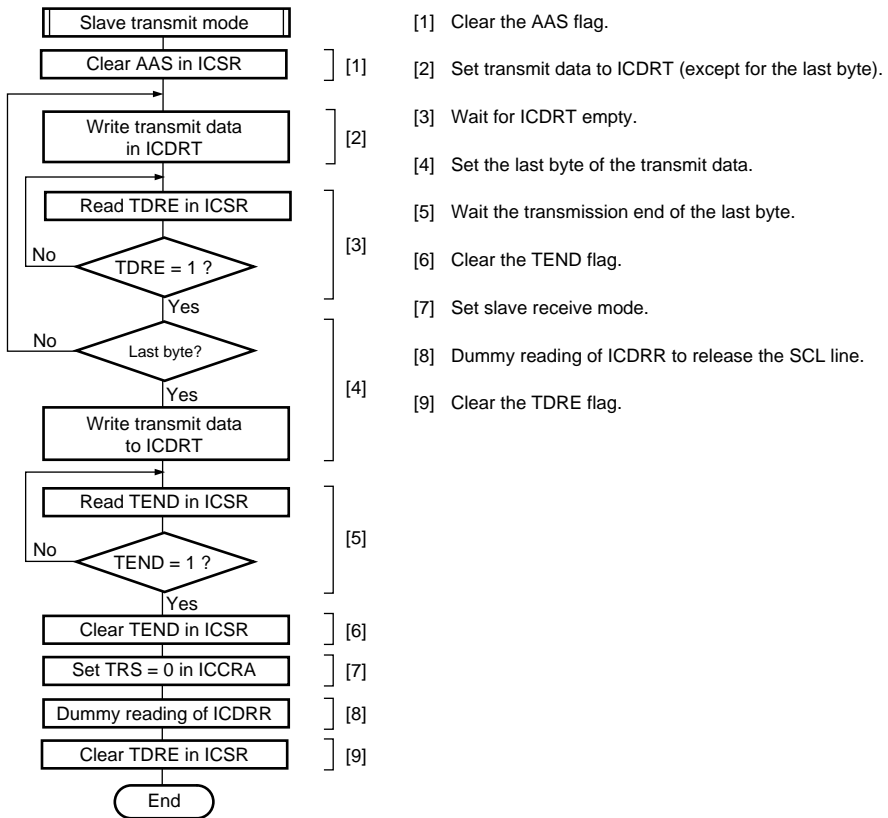 Slave transmit mode
Clear AAS in ICSR
[1]
Write transmit data
in ICDRT
[2]
Read TDRE in ICSR
[3]
No
TDRE = 1 ?
Yes
No
Last byte?
[4]
Yes
Write transmit data
to ICDRT
Read TEND in ICSR
[5]
No
TEND = 1 ?
Yes
Clear TEND in ICSR
[6]
Set TRS = 0 in ICCRA
[7]
Dummy reading of ICDRR
[8]
Clear TDRE in ICSR
[9]
End
[1] Clear the AAS flag.
[2] Set transmit data to ICDRT (except for the last byte).
[3] Wait for ICDRT empty.
[4] Set the last byte of the transmit data.
[5] Wait the transmission end of the last byte.
[6] Clear the TEND flag.
[7] Set slave receive mode.
[8] Dummy reading of ICDRR to release the SCL line.
[9] Clear the TDRE flag.